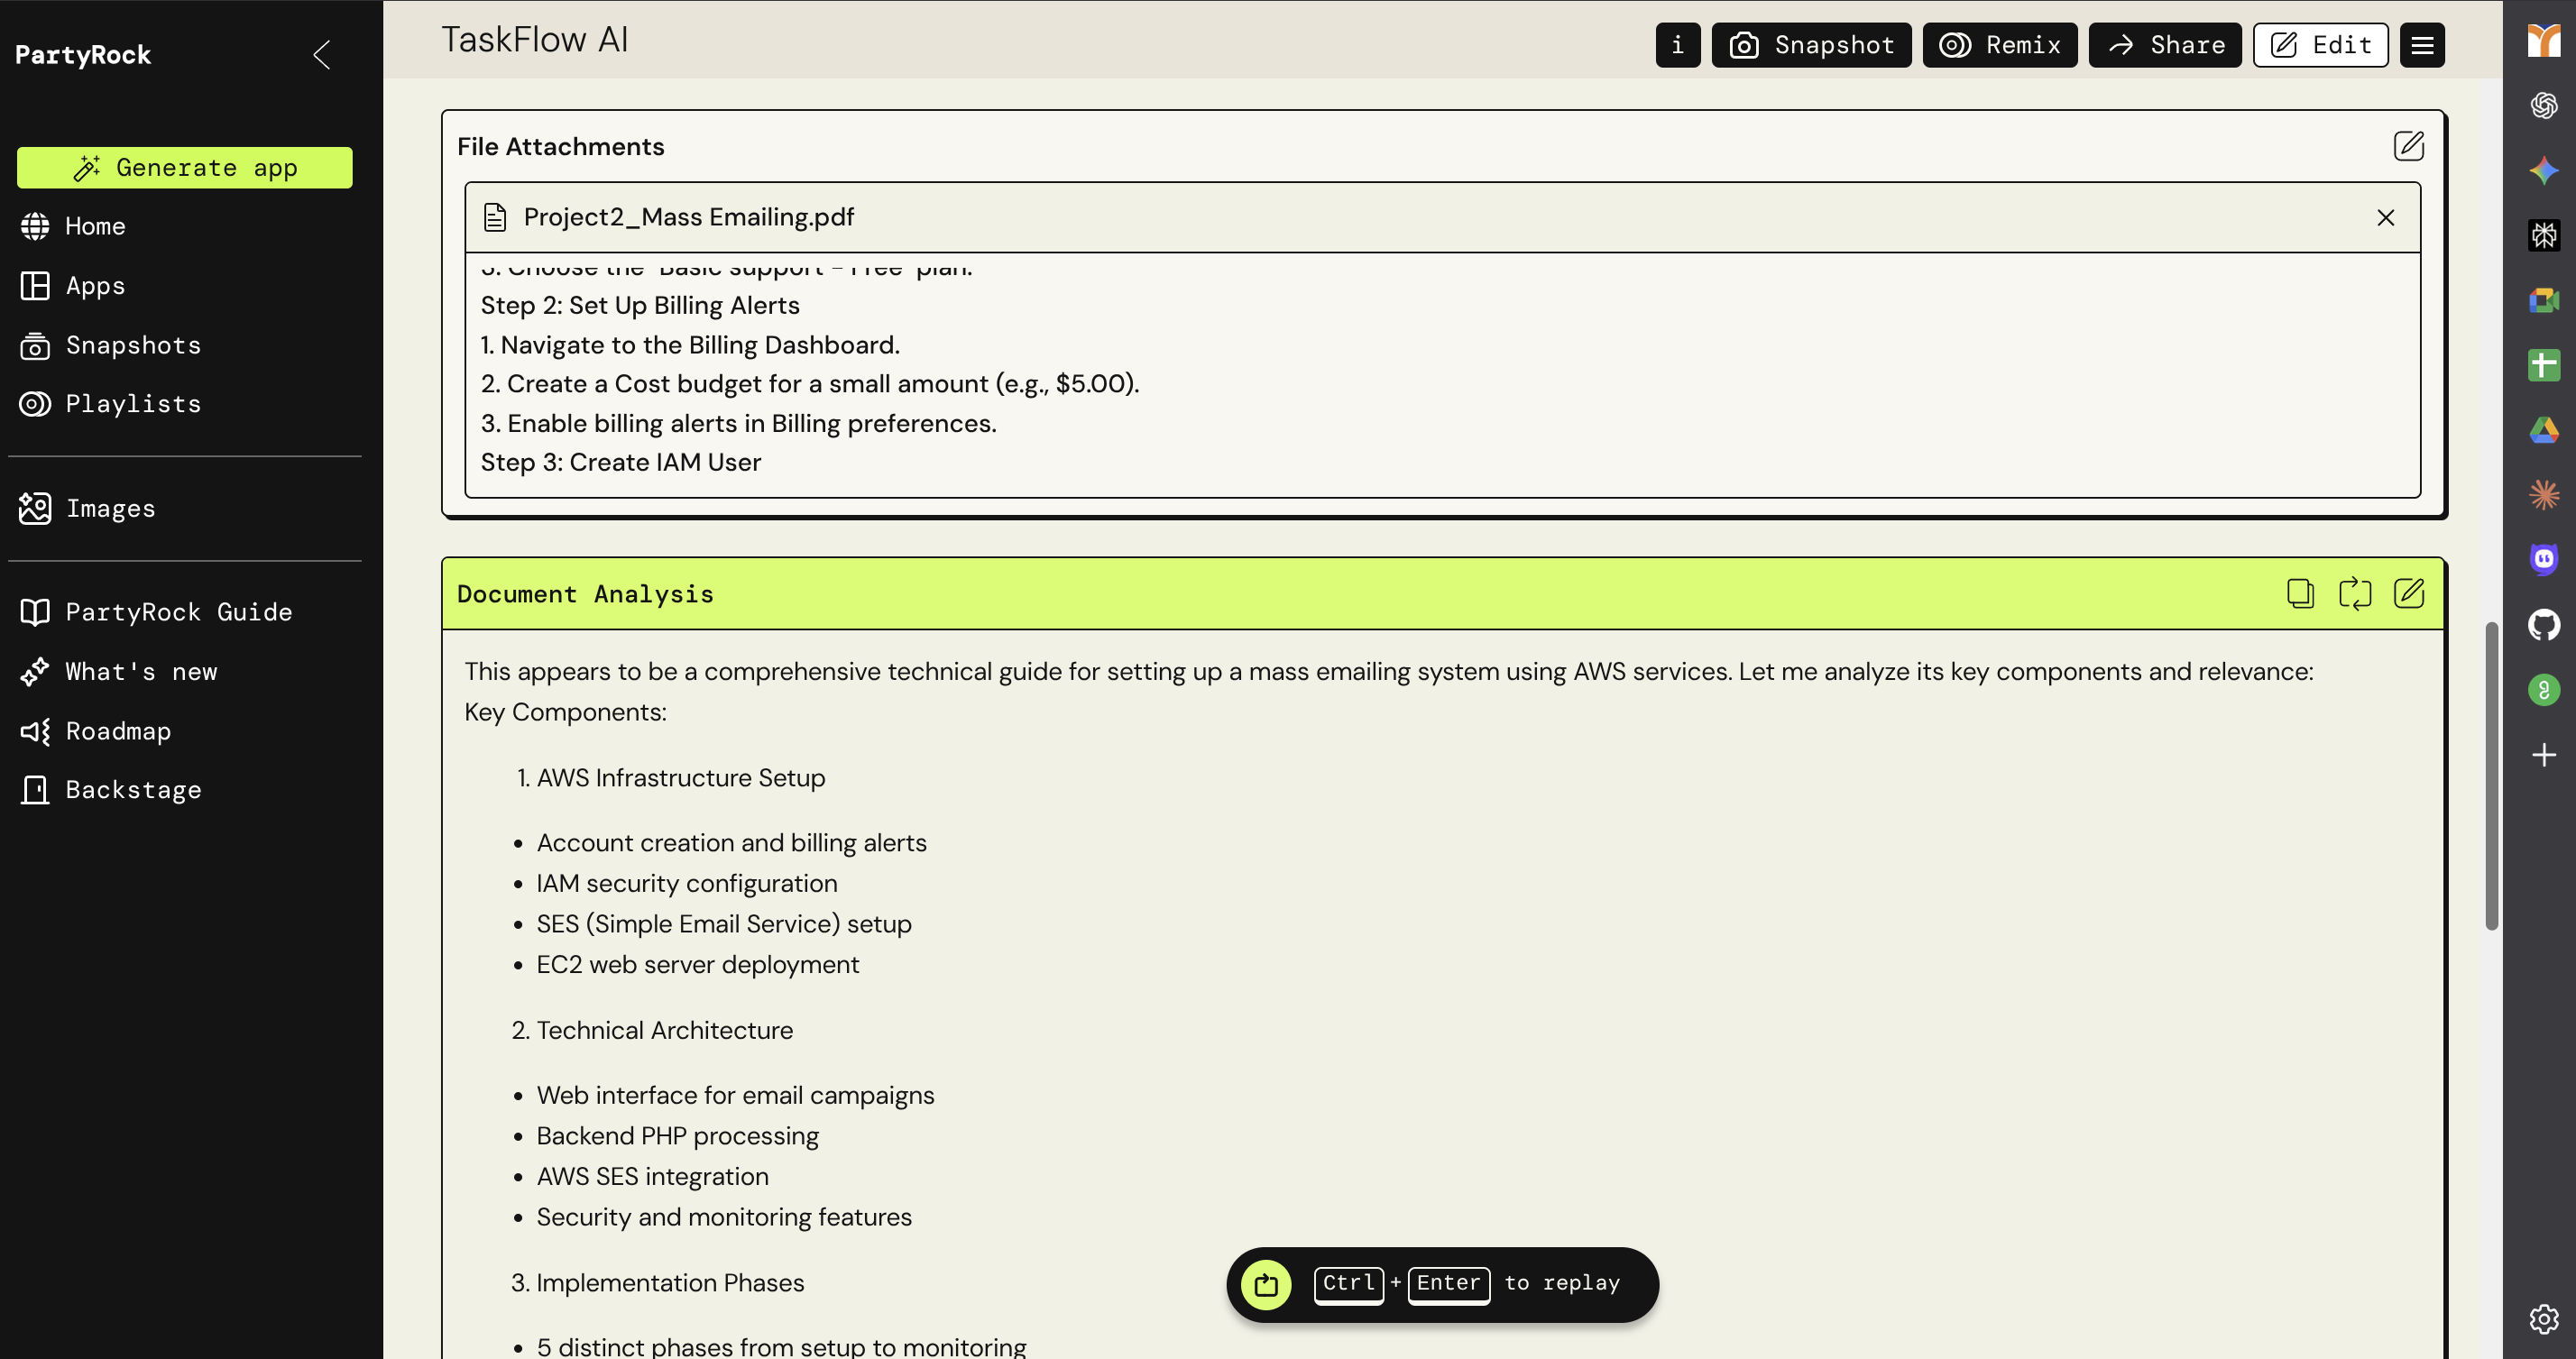 PartyRock
Generate app
Home
Apps
Snapshots
Playlists
Images
PartyRock Guide
What's new
Roadmap
Backstage
TaskFlow AI
i
Snapshot
Remix
Share
Edit
File Attachments
Project2_Mass Emailing.pdf
3. Choose the "Basic support - Free" plan.
Step 2: Set Up Billing Alerts
1. Navigate to the Billing Dashboard.
2. Create a Cost budget for a small amount (e.g., $5.00).
3. Enable billing alerts in Billing preferences.
Step 3: Create IAM User
Document Analysis
This appears to be a comprehensive technical guide for setting up a mass emailing system using AWS services. Let me analyze its key components and relevance:
Key Components:
1. AWS Infrastructure Setup
• Account creation and billing alerts
• IAM security configuration
• SES (Simple Email Service) setup
• EC2 web server deployment
2. Technical Architecture
• Web interface for email campaigns
• Backend PHP processing
• AWS SES integration
• Security and monitoring features
3. Implementation Phases
• 5 distinct phases from setup to monitoring
Ctrl + Enter to replay